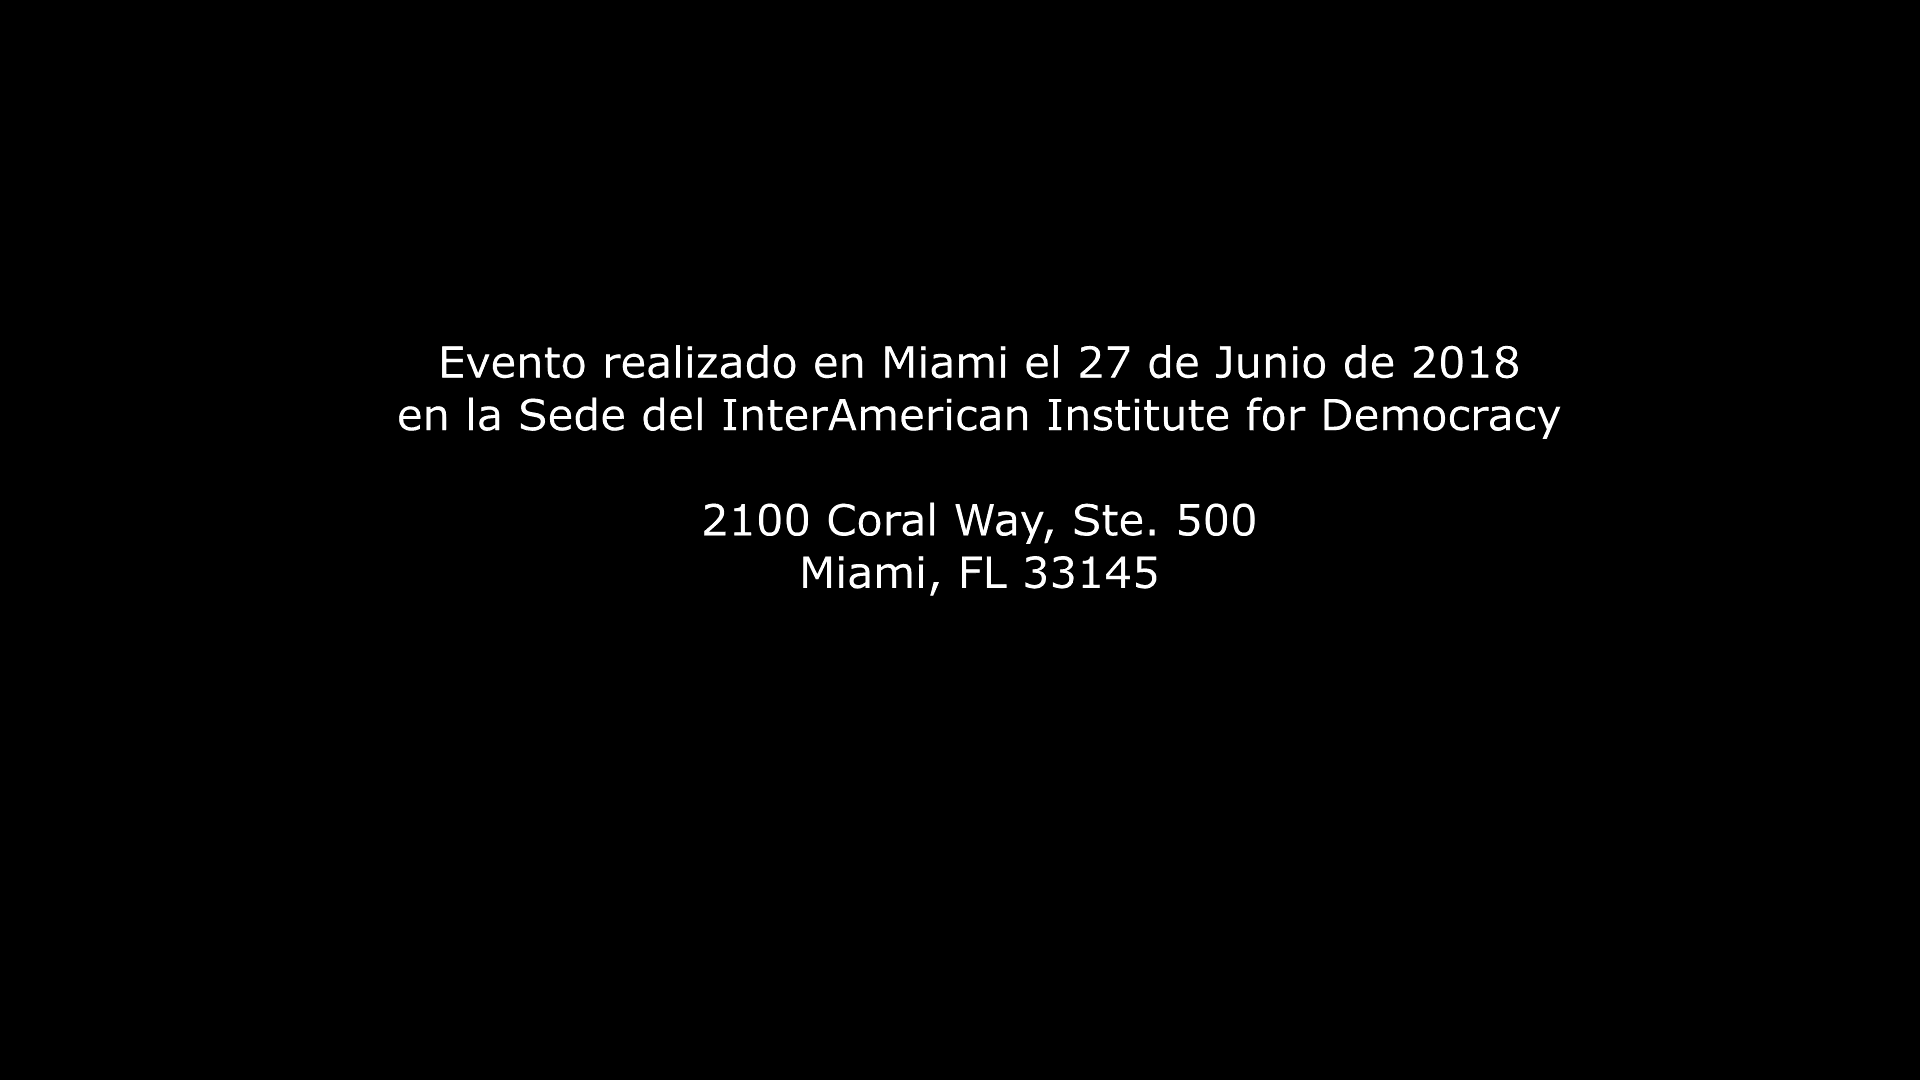 Evento realizado en Miami el 27 de Junio de 2018
en la Sede del InterAmerican Institute for Democracy
2100 Coral Way, Ste. 500
Miami, FL 33145